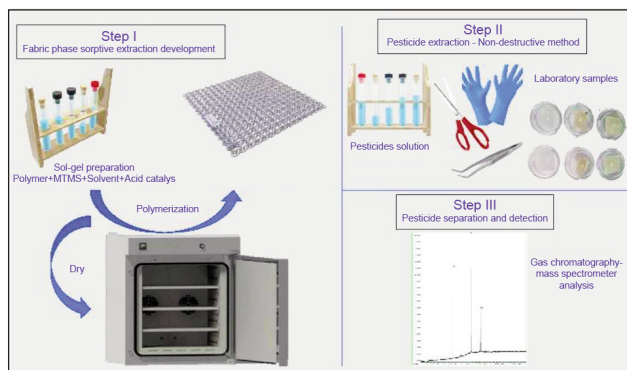 Step I
Fabric phase sorptive extraction development
Sol-gel preparation
Polymer+MTMS+Solvent+Acid catalys
Polymerization
Dry
Step II
Pesticide extraction - Non-destructive method
Laboratory samples
Pesticides solution
Step III
Pesticide separation and detection
Gas chromatography-
mass spectrometer
analysis